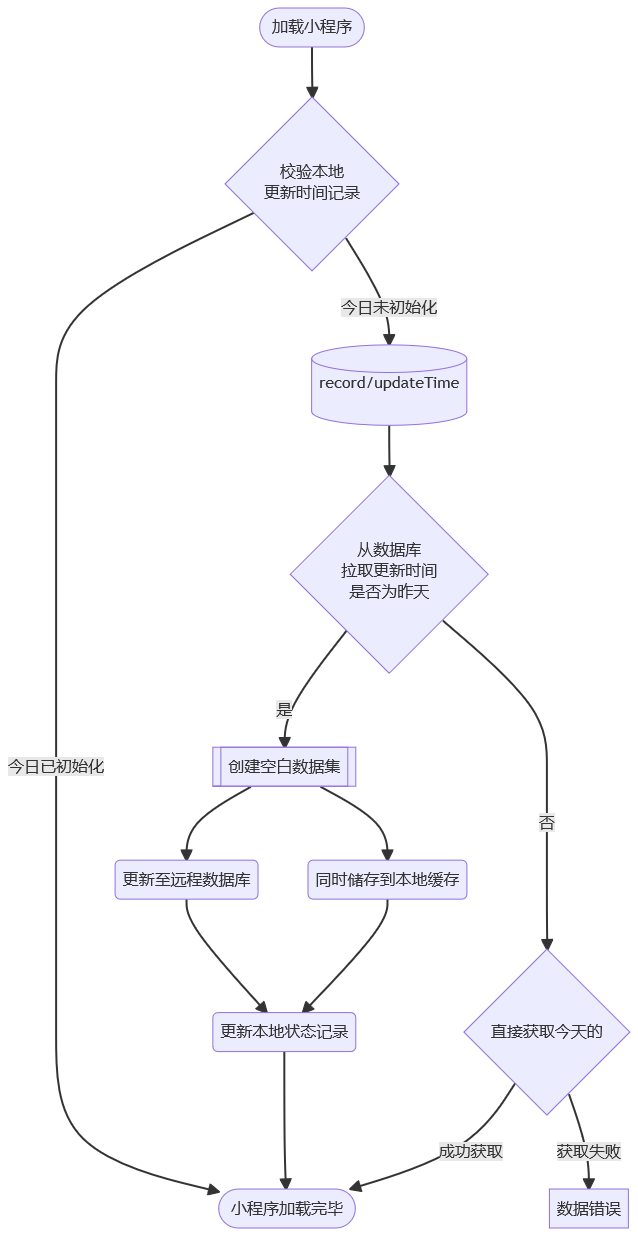 加载小程序
校验本地
更新时间记录
今日未初始化
record/updateTime
从数据库
拉取更新时间
是否为昨天
是
创建空白数据集
今日已初始化
否
更新至远程数据库
同时储存到本地缓存
更新本地状态记录
直接获取今天的
成功获取
获取失败
小程序加载完毕
数据错误